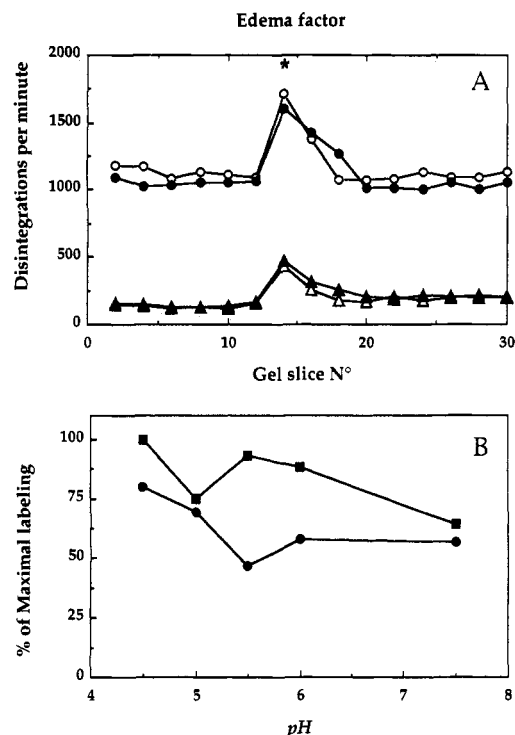 Edema factor
2000
1500
1000
500
0
Disintegrations per minute
*
A
0
10
20
30
Gel slice N°
100
75
50
25
0
% of Maximal labeling
B
4
5
6
7
8
pH